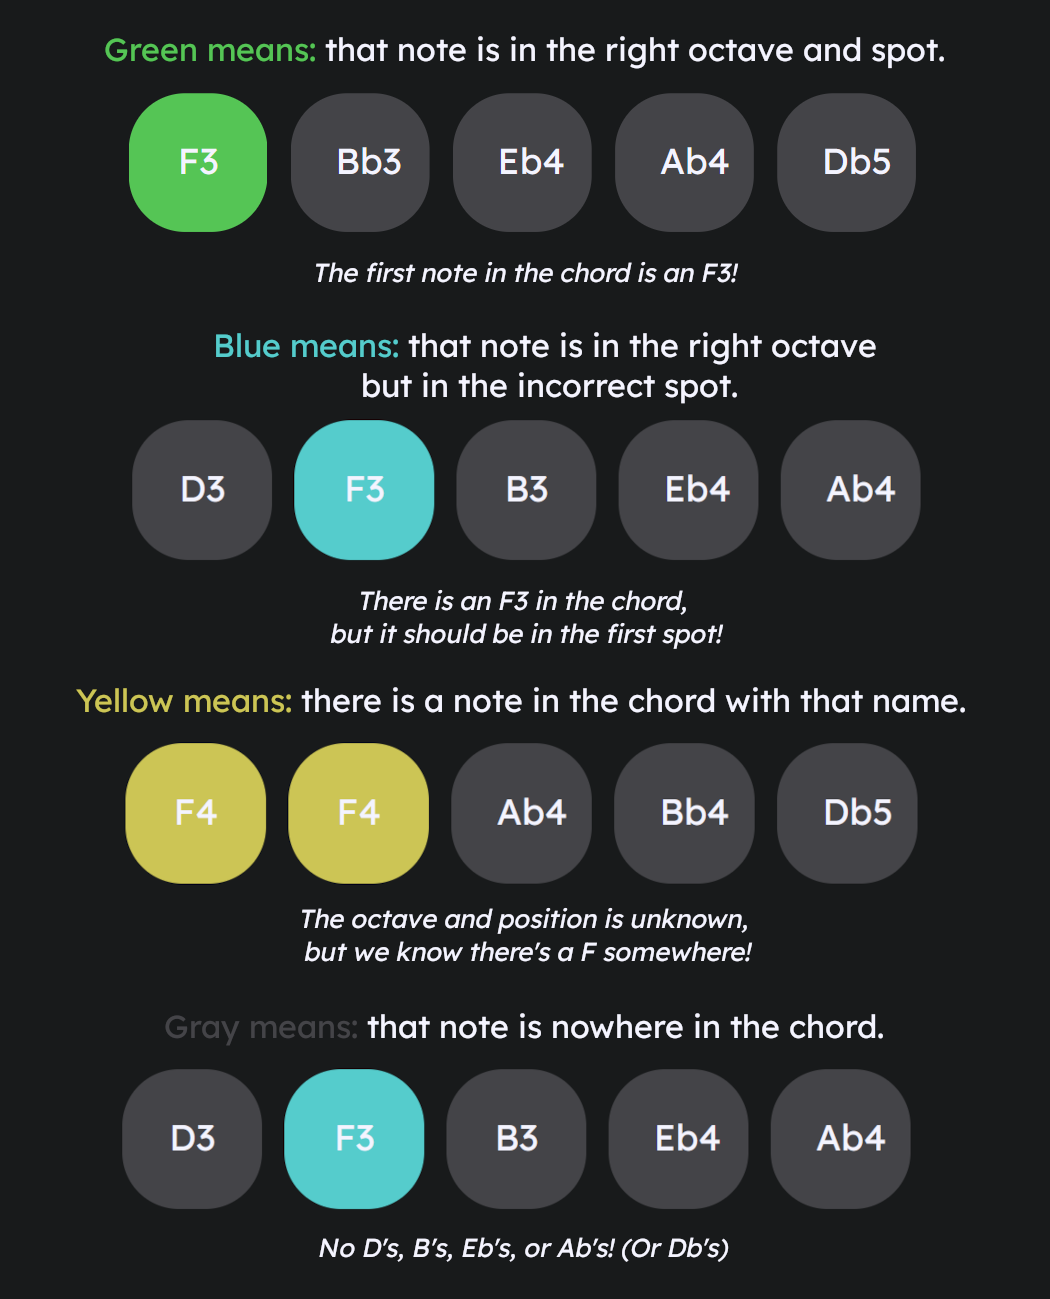 Green means: that note is in the right octave and spot.
F3 Bb3 Eb4 Ab4 Db5
The first note in the chord is an F3!
Blue means: that note is in the right octave
but in the incorrect spot.
D3 F3 B3 Eb4 Ab4
There is an F3 in the chord,
but it should be in the first spot!
Yellow means: there is a note in the chord with that name.
F4 F4 Ab4 Bb4 Db5
The octave and position is unknown,
but we know there's a F somewhere!
Gray means: that note is nowhere in the chord.
D3 F3 B3 Eb4 Ab4
No D's, B's, Eb's, or Ab's! (Or Db's)